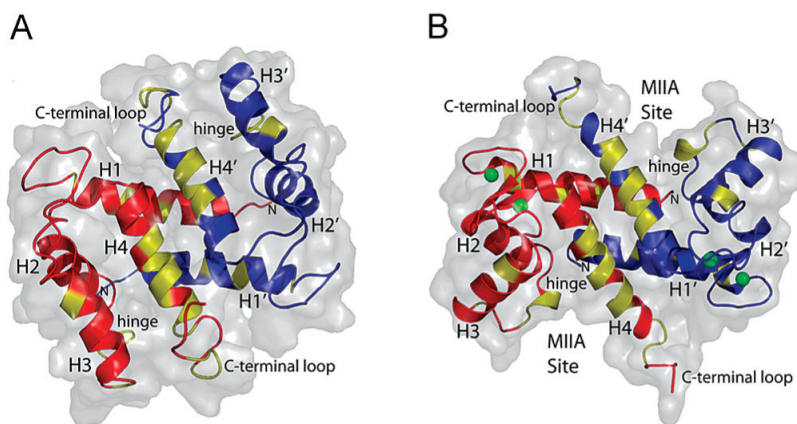 A
C-terminal loop
H3′
hinge
H1
H4′
N
H2
H4
H2′
N
H1′
hinge
H3
C-terminal loop
B
MIIA
Site
C-terminal loop
H4′
H3′
hinge
H1
N
H2
H2′
N
H1′
hinge
H3
H4
MIIA
Site
C-terminal loop